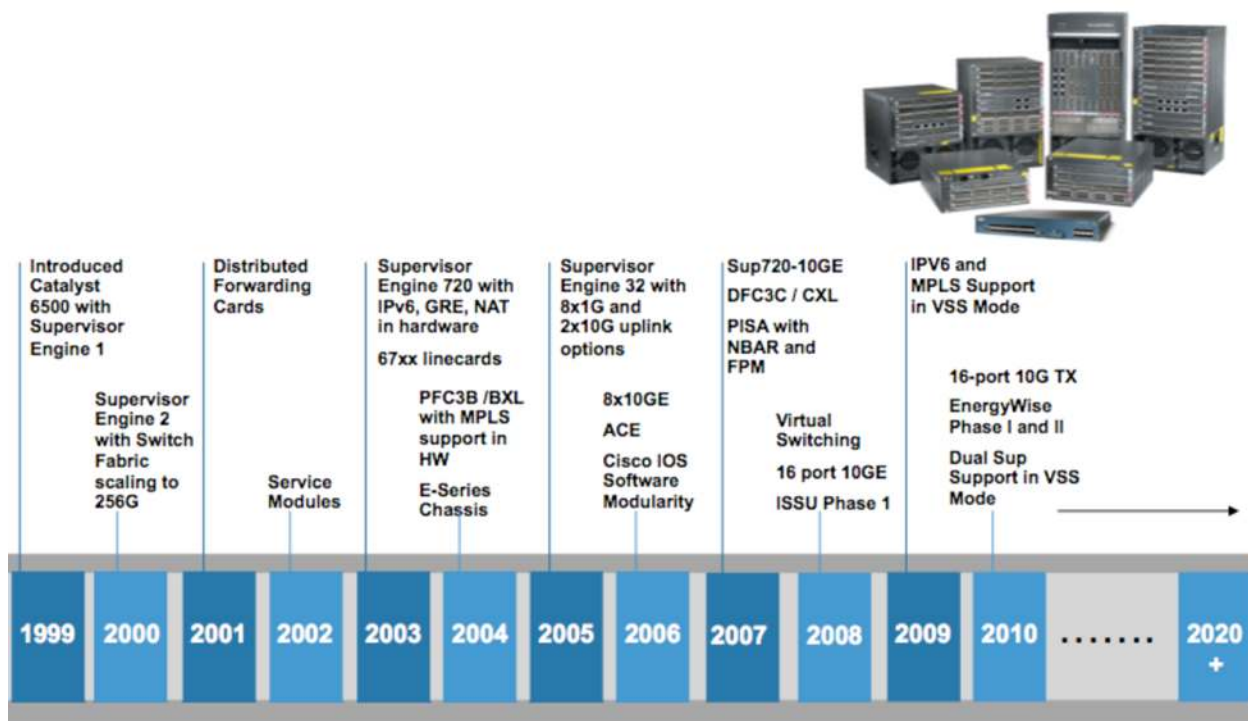 Introduced
Catalyst
6500 with
Supervisor
Engine 1
Supervisor
Engine 2
with Switch
Fabric
scaling to
256G
Distributed
Forwarding
Cards
Service
Modules
Supervisor
Engine 720 with
IPv6, GRE, NAT
in hardware
67xx linecards
PFC3B /BXL
with MPLS
support in
HW
E-Series
Chassis
Supervisor
Engine 32 with
8x1G and
2x10G uplink
options
8x10GE
ACE
Cisco IOS
Software
Modularity
Sup720-10GE
DFC3C / CXL
PISA with
NBAR and
FPM
Virtual
Switching
16 port 10GE
ISSU Phase 1
IPV6 and
MPLS Support
in VSS Mode
16-port 10G TX
EnergyWise
Phase I and II
Dual Sup
Support in VSS
Mode
1999 2000 2001 2002 2003 2004 2005 2006 2007 2008 2009 2010 ....... 2020
+